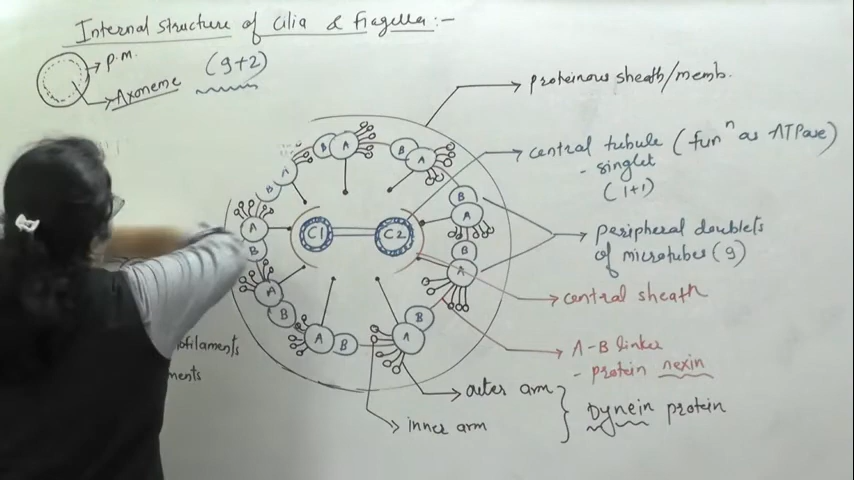 Internal structure of Cilia & Flagella:-
P.M.
Axoneme
(9+2)
proteinous sheath/memb.
central tubule (funⁿ as ATPase)
- singlet
(1+1)
peripheral doublets
of microtubes (9)
central sheath
A-B linker
- protein nexin
outer arm
inner arm
Dynein protein
C1
C2
B A
B A
B
A
B
A
B
A
B A
B
A
A
B
B A
ofilaments
ments